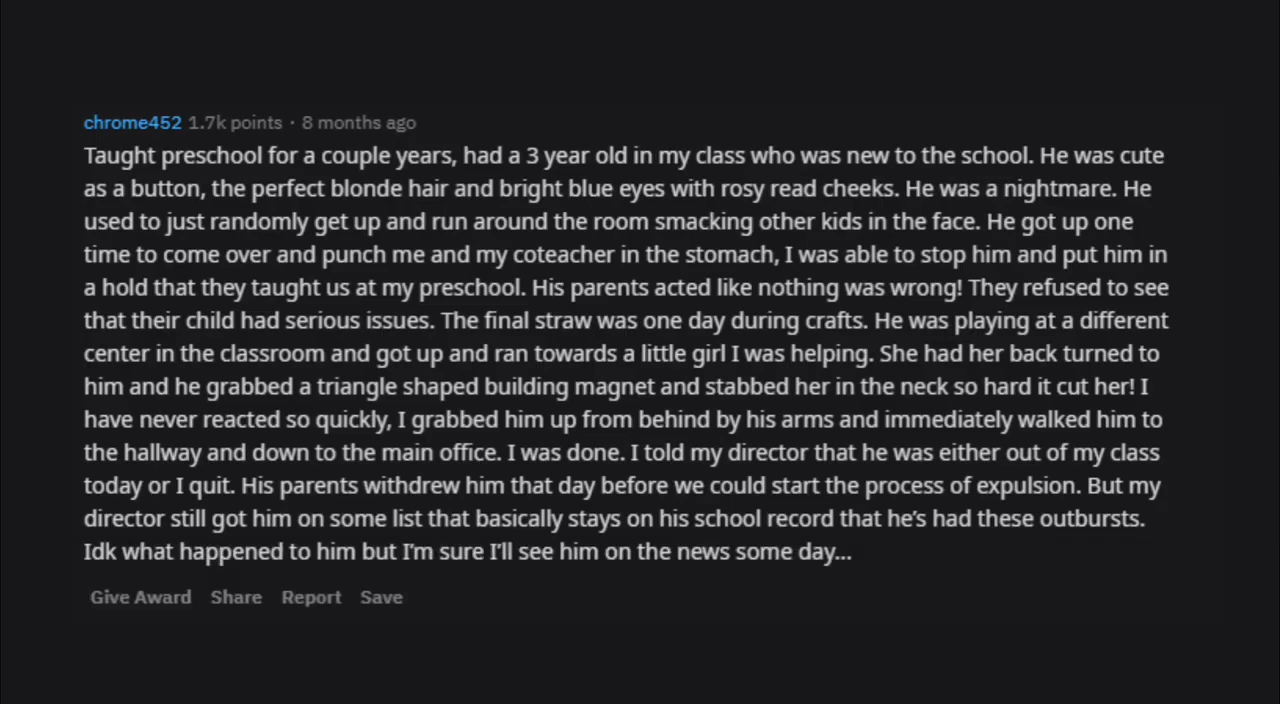 chrome452 1.7k points · 8 months ago
Taught preschool for a couple years, had a 3 year old in my class who was new to the school. He was cute
as a button, the perfect blonde hair and bright blue eyes with rosy read cheeks. He was a nightmare. He
used to just randomly get up and run around the room smacking other kids in the face. He got up one
time to come over and punch me and my coteacher in the stomach, I was able to stop him and put him in
a hold that they taught us at my preschool. His parents acted like nothing was wrong! They refused to see
that their child had serious issues. The final straw was one day during crafts. He was playing at a different
center in the classroom and got up and ran towards a little girl I was helping. She had her back turned to
him and he grabbed a triangle shaped building magnet and stabbed her in the neck so hard it cut her! I
have never reacted so quickly, I grabbed him up from behind by his arms and immediately walked him to
the hallway and down to the main office. I was done. I told my director that he was either out of my class
today or I quit. His parents withdrew him that day before we could start the process of expulsion. But my
director still got him on some list that basically stays on his school record that he's had these outbursts.
Idk what happened to him but I'm sure I'll see him on the news some day...
Give Award Share Report Save